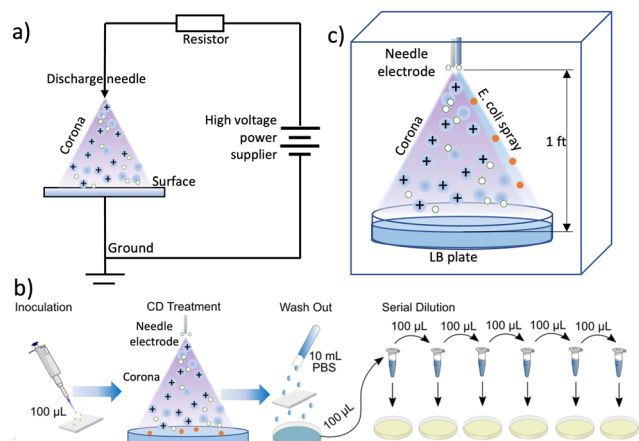 a)
Resistor
Discharge needle
Corona
High voltage
power
supplier
Surface
Ground
c)
Needle
electrode
Corona
E. coli spray
1 ft
LB plate
b)
Inoculation
100 µL
CD Treatment
Needle
electrode
Corona
Wash Out
10 mL
PBS
100 µL
Serial Dilution
100 µL
100 µL
100 µL
100 µL
100 µL